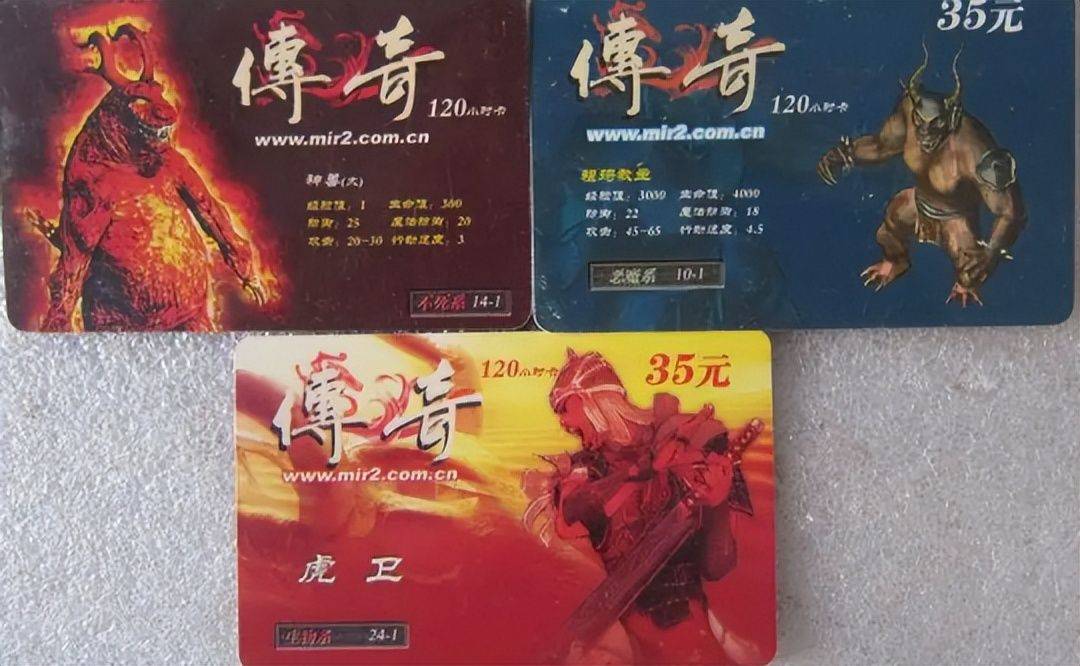 傳奇
120小时卡
www.mir2.com.cn
神兽(大)
经验值：1 生命值：300
防御：25 魔法防御：20
攻击：20-30 行动速度：3
不死系 14-1
35元
傳奇
120小时卡
www.mir2.com.cn
祖玛教主
经验值：3000 生命值：4000
防御：22 魔法防御：18
攻击：45-65 行动速度：4.5
恶魔系 10-1
傳奇
120小时卡
35元
www.mir2.com.cn
虎卫
24-1